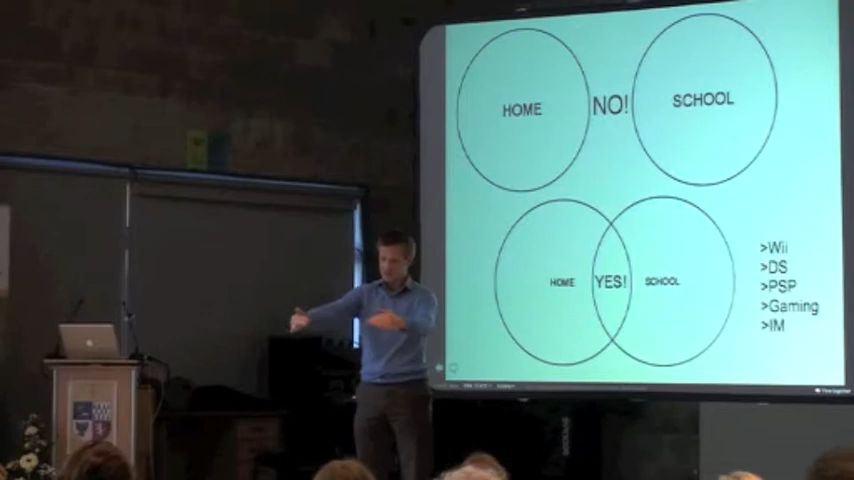 HOME
NO!
SCHOOL
HOME
YES!
SCHOOL
>Wii
>DS
>PSP
>Gaming
>IM